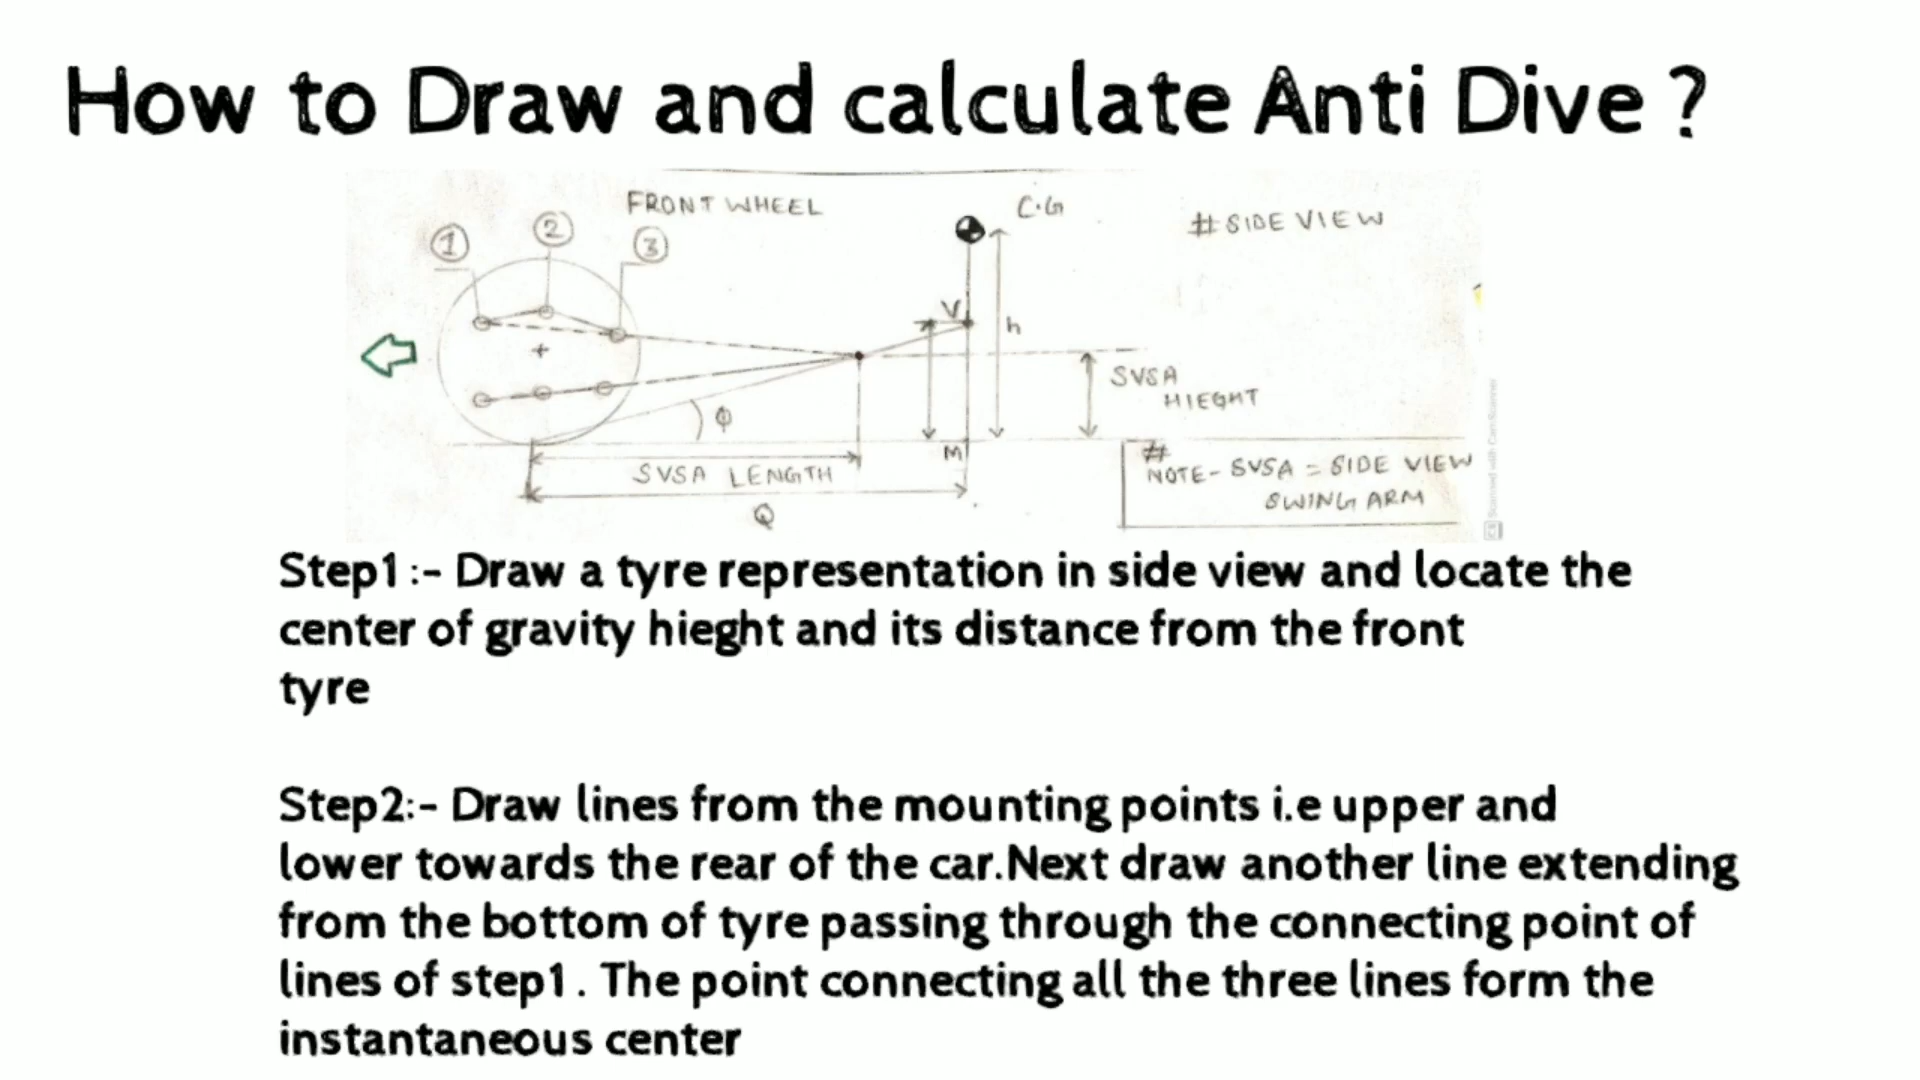 How to Draw and calculate Anti Dive ?
FRONT WHEEL
C.G
# SIDE VIEW
1
2
3
V
h
SVSA
HIEGHT
Φ
M
SVSA LENGTH
Q
#
NOTE - SVSA = SIDE VIEW
SWING ARM
CS Scanned with CamScanner
Step1 :- Draw a tyre representation in side view and locate the
center of gravity hieght and its distance from the front
tyre
Step2:- Draw lines from the mounting points i.e upper and
lower towards the rear of the car.Next draw another line extending
from the bottom of tyre passing through the connecting point of
lines of step1 . The point connecting all the three lines form the
instantaneous center